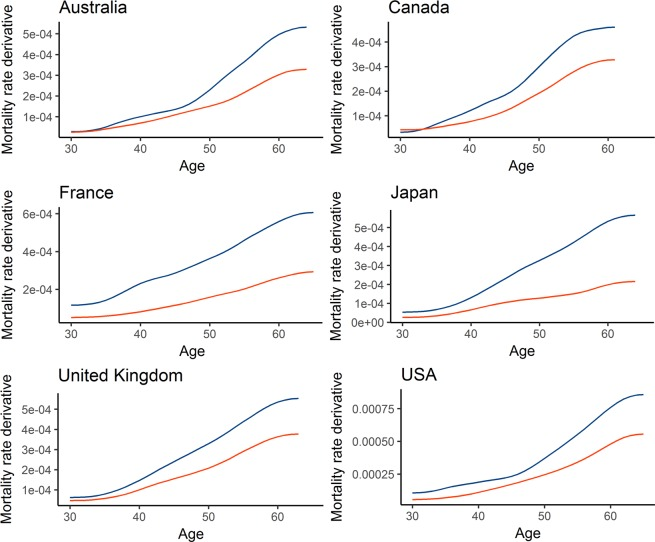 Australia
Mortality rate derivative
5e-04
4e-04
3e-04
2e-04
1e-04
30 40 50 60
Age
Canada
Mortality rate derivative
4e-04
3e-04
2e-04
1e-04
30 40 50 60
Age
France
Mortality rate derivative
6e-04
4e-04
2e-04
30 40 50 60
Age
Japan
Mortality rate derivative
5e-04
4e-04
3e-04
2e-04
1e-04
0e+00
30 40 50 60
Age
United Kingdom
Mortality rate derivative
5e-04
4e-04
3e-04
2e-04
1e-04
30 40 50 60
Age
USA
Mortality rate derivative
0.00075
0.00050
0.00025
30 40 50 60
Age